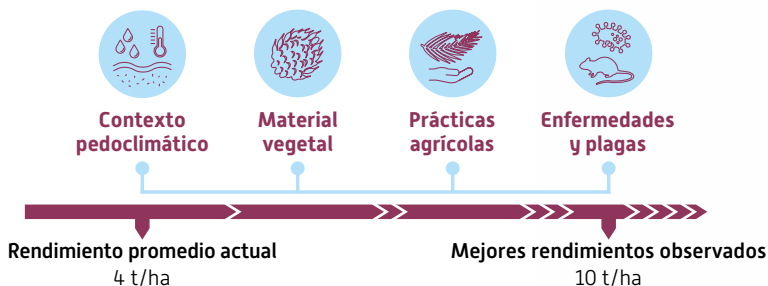 Contexto
pedoclimático
Material
vegetal
Prácticas
agrícolas
Enfermedades
y plagas
Rendimiento promedio actual
4 t/ha
Mejores rendimientos observados
10 t/ha